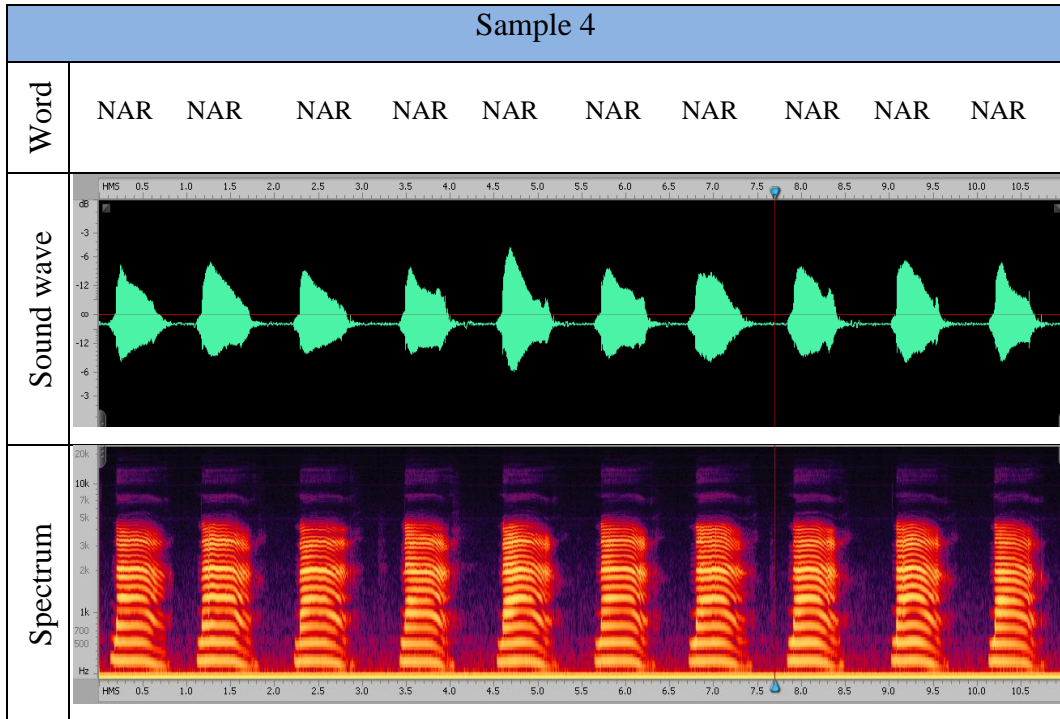 Sample 4
Word
NAR NAR NAR NAR NAR NAR NAR NAR NAR NAR
Sound wave
HMS 0.5 1.0 1.5 2.0 2.5 3.0 3.5 4.0 4.5 5.0 5.5 6.0 6.5 7.0 7.5 8.0 8.5 9.0 9.5 10.0 10.5
dB
-3
-6
-12
∞
-12
-6
-3
Spectrum
20k
10k
7k
5k
3k
2k
1k
700
500
Hz
HMS 0.5 1.0 1.5 2.0 2.5 3.0 3.5 4.0 4.5 5.0 5.5 6.0 6.5 7.0 7.5 8.0 8.5 9.0 9.5 10.0 10.5